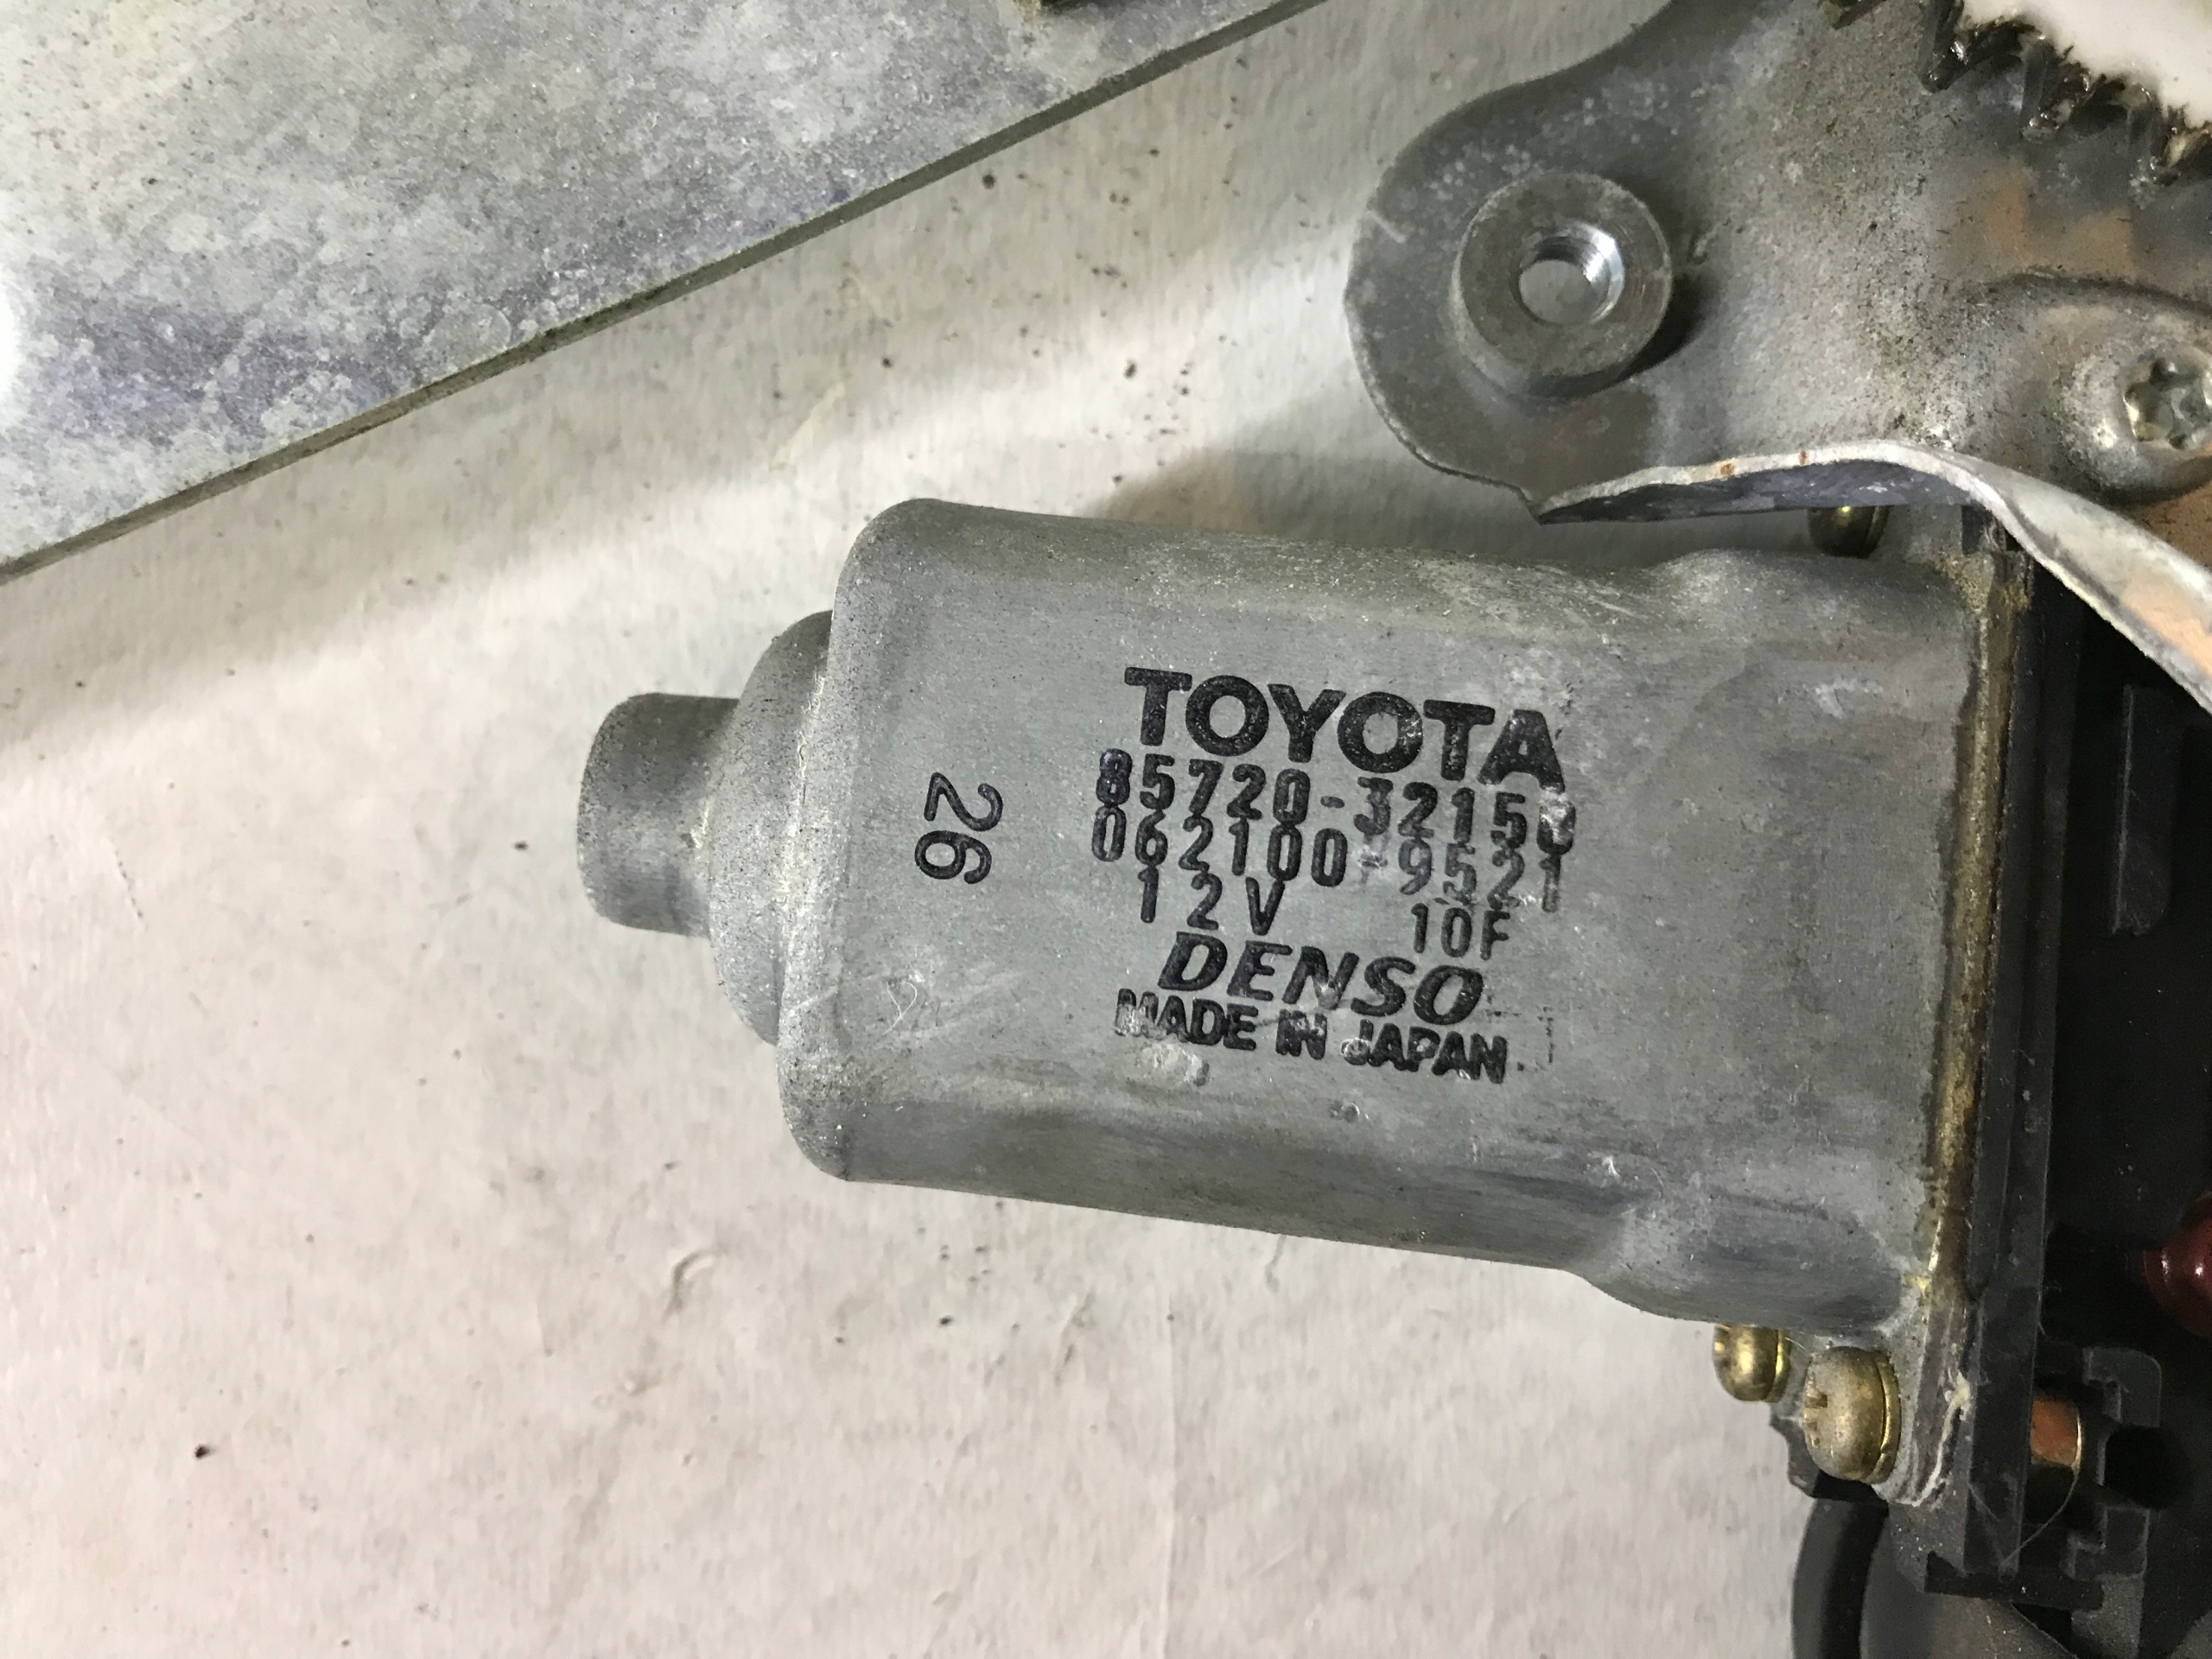 TOYOTA
85720-32150
062100-9521
12V 10F
DENSO
MADE IN JAPAN
26